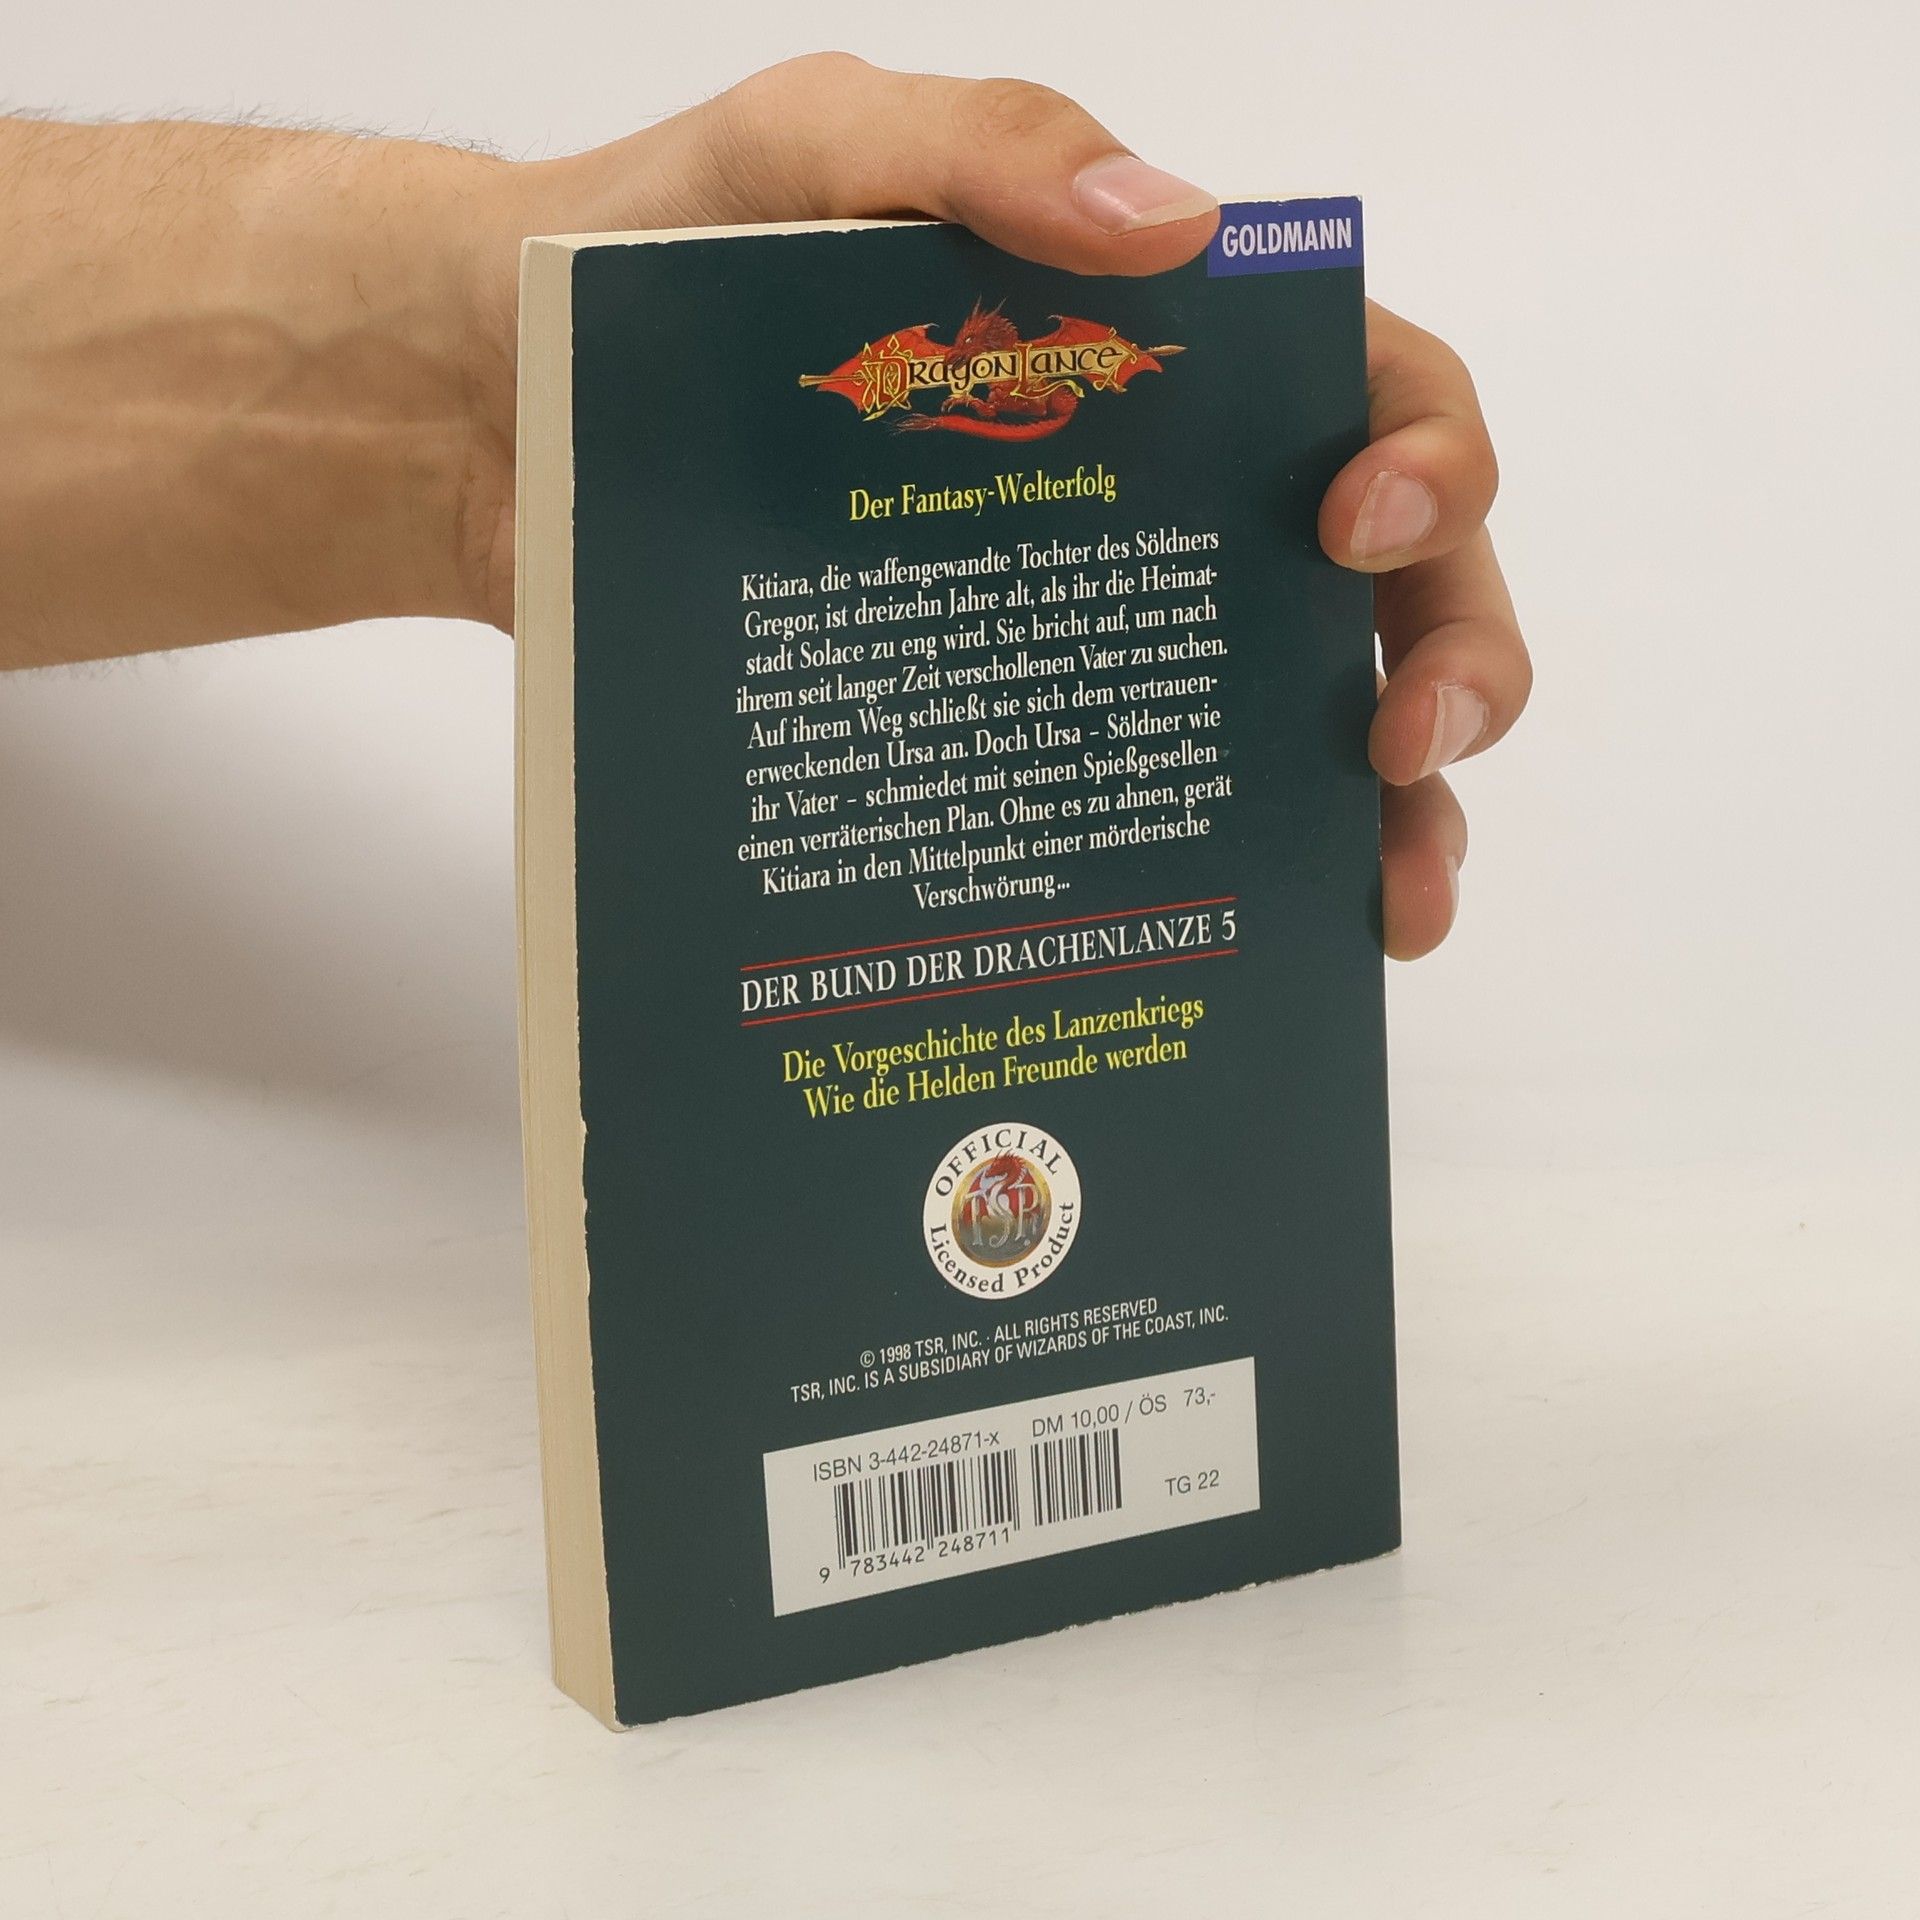 GOLDMANN
DRAGONLANCE
Der Fantasy-Welterfolg
Kitiara, die waffengewandte Tochter des Söldners
Gregor, ist dreizehn Jahre alt, als ihr die Heimat-
stadt Solace zu eng wird. Sie bricht auf, um nach
ihrem seit langer Zeit verschollenen Vater zu suchen.
Auf ihrem Weg schließt sie sich dem vertrauen-
erweckenden Ursa an. Doch Ursa – Söldner wie
ihr Vater – schmiedet mit seinen Spießgesellen
einen verräterischen Plan. Ohne es zu ahnen, gerät
Kitiara in den Mittelpunkt einer mörderische
Verschwörung...
DER BUND DER DRACHENLANZE 5
Die Vorgeschichte des Lanzenkriegs
Wie die Helden Freunde werden
OFFICIAL
TSR
Licensed Product
© 1998 TSR, INC. · ALL RIGHTS RESERVED
TSR, INC. IS A SUBSIDIARY OF WIZARDS OF THE COAST, INC.
ISBN 3-442-24871-x DM 10,00 / ÖS 73,-
TG 22
9 783442 248711